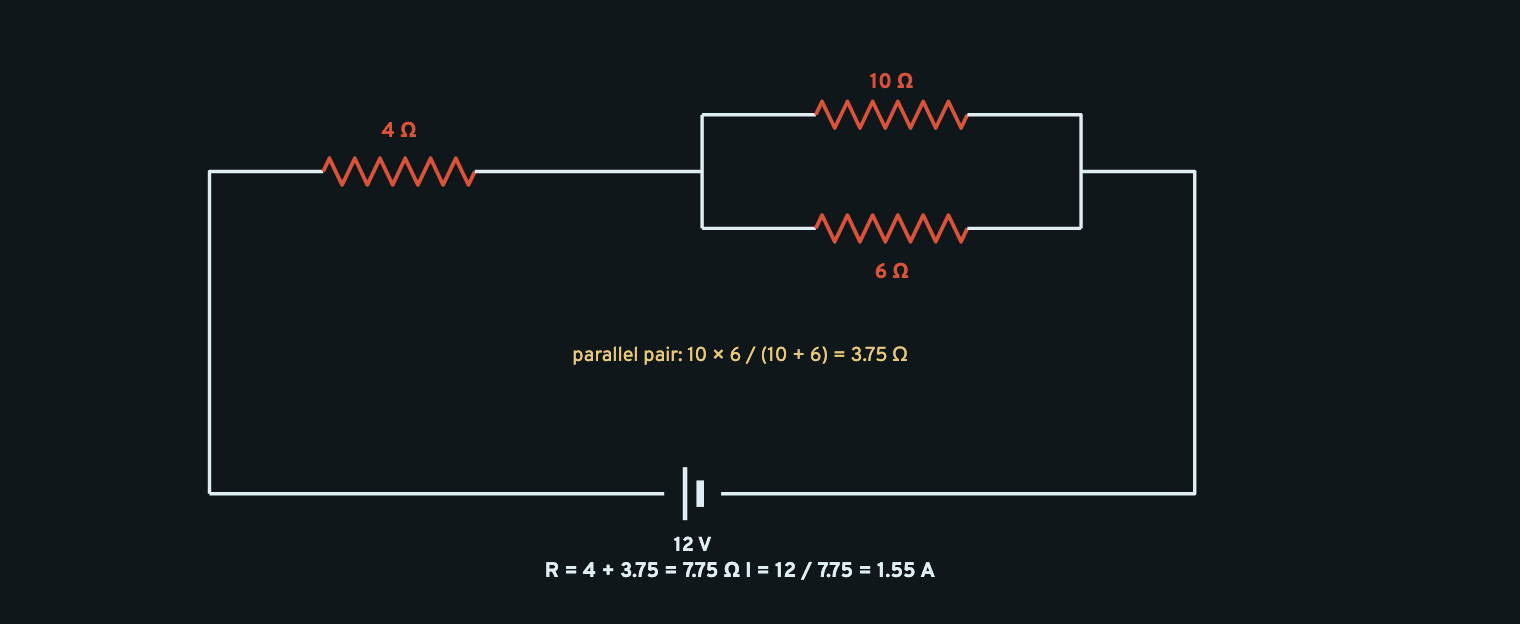 10 Ω
4 Ω
6 Ω
parallel pair: 10 × 6 / (10 + 6) = 3.75 Ω
12 V
R = 4 + 3.75 = 7.75 Ω I = 12 / 7.75 = 1.55 A